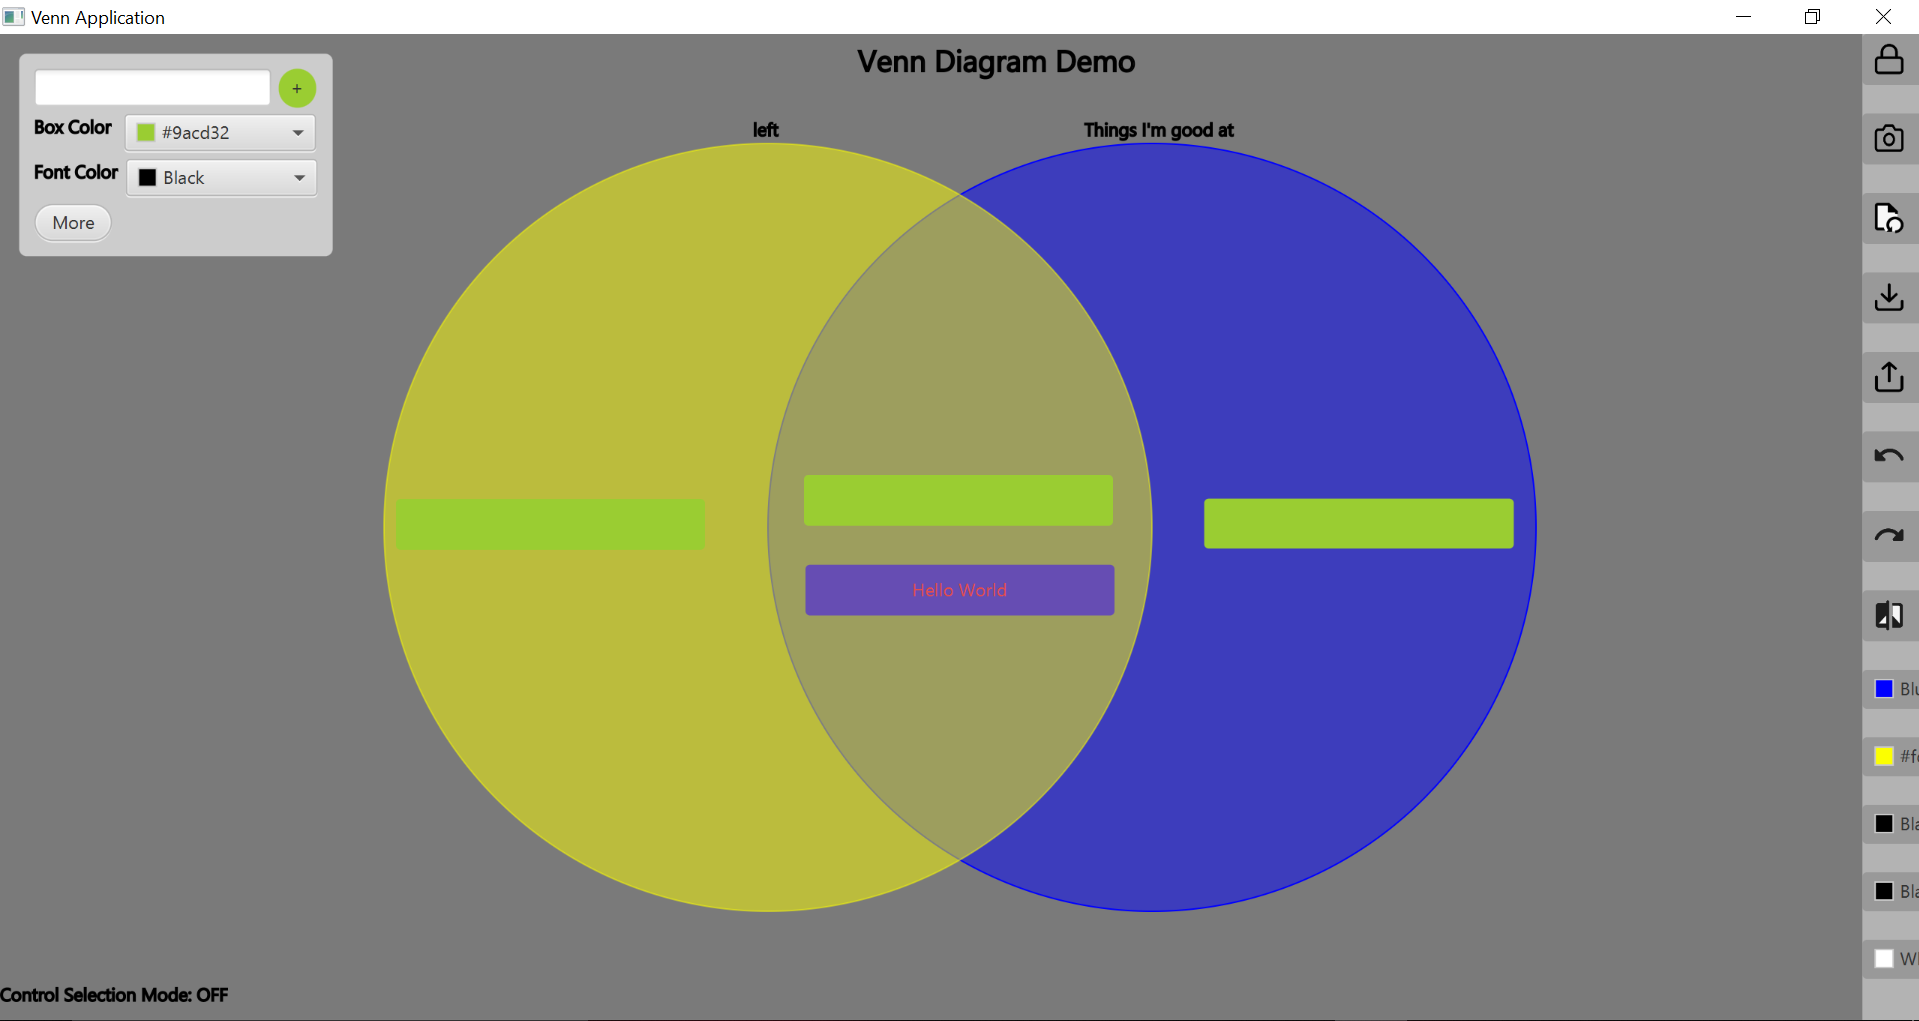 Venn Application
Venn Diagram Demo
+
Box Color
#9acd32
Font Color
Black
More
left
Things I'm good at
Hello World
Control Selection Mode: OFF